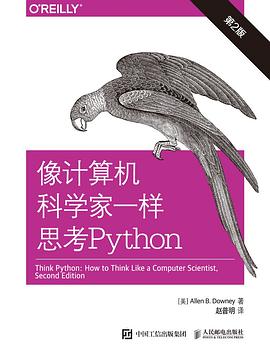 O'REILLY®
第2版
像计算机
科学家一样
思考Python
Think Python: How to Think Like a Computer Scientist,
Second Edition
[美] Allen B. Downey 著
赵普明 译
中国工信出版集团
人民邮电出版社
POSTS & TELECOM PRESS